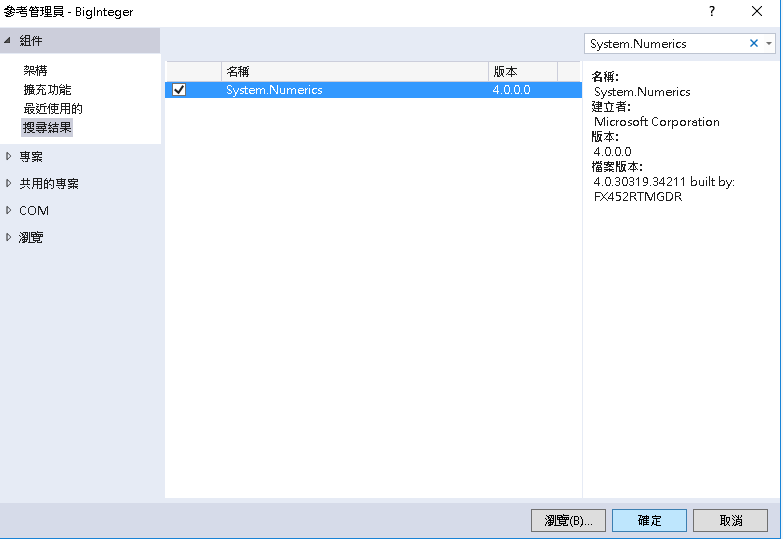 參考管理員 - BigInteger
?
組件
System.Numerics
架構
擴充功能
最近使用的
搜尋結果
專案
共用的專案
COM
瀏覽
名稱
版本
System.Numerics
4.0.0.0
名稱:
System.Numerics
建立者:
Microsoft Corporation
版本:
4.0.0.0
檔案版本:
4.0.30319.34211 built by:
FX452RTMGDR
瀏覽(B)...
確定
取消